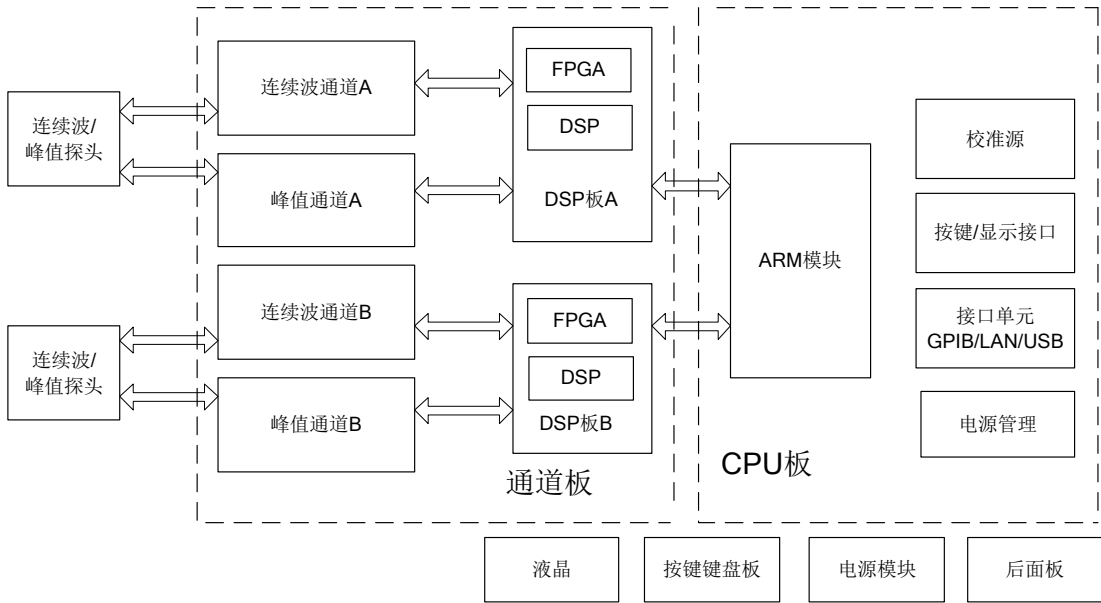 连续波/
峰值探头
连续波/
峰值探头
连续波通道A
峰值通道A
连续波通道B
峰值通道B
FPGA
DSP
DSP板A
FPGA
DSP
DSP板B
通道板
ARM模块
校准源
按键/显示接口
接口单元
GPIB/LAN/USB
电源管理
CPU板
液晶
按键键盘板
电源模块
后面板